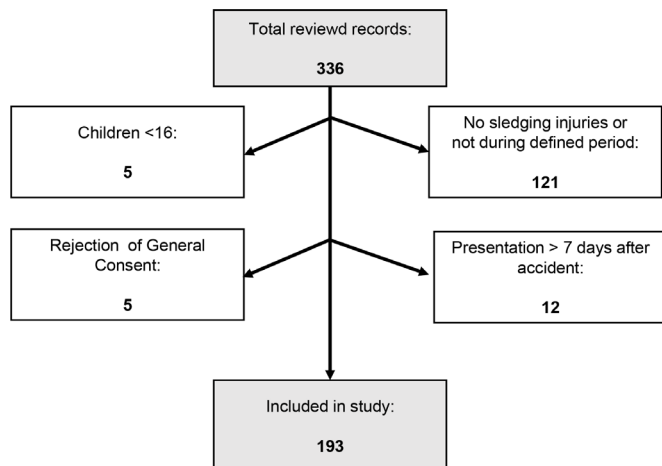 Total reviewd records:
336
Children <16:
5
No sledging injuries or
not during defined period:
121
Rejection of General
Consent:
5
Presentation > 7 days after
accident:
12
Included in study:
193